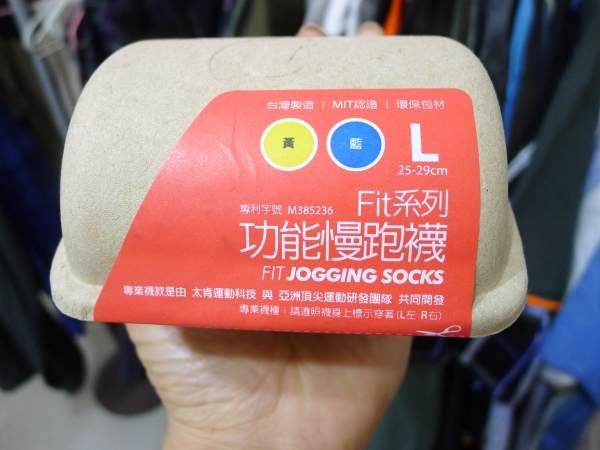 台灣製造 | MIT認證 | 環保包材
黃 藍 L
25-29cm
專利字號 M385236 Fit系列
功能慢跑襪
FIT JOGGING SOCKS
專業襪款是由 太肯運動科技 與 亞洲頂尖運動研發團隊 共同開發
專業襪種，請遵照襪身上標示穿著(L左 R右)